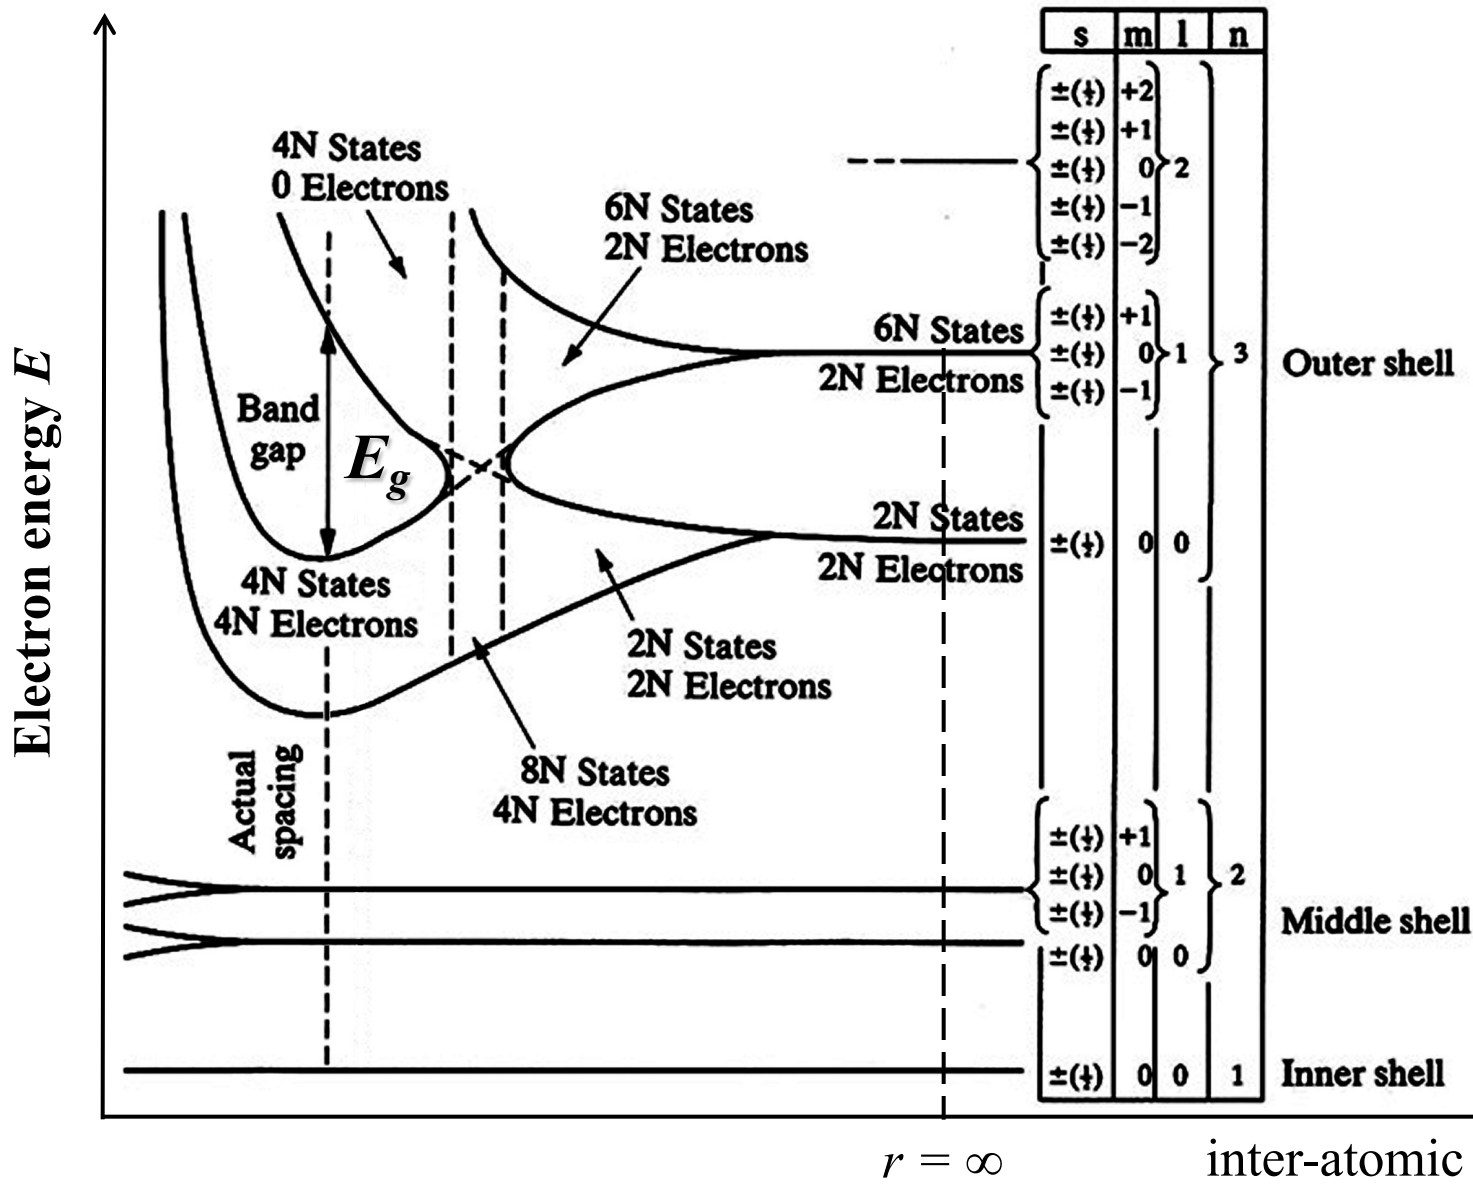 s m l n
±(½) +2
±(½) +1
±(½) 0 2
±(½) −1
±(½) −2
4N States
0 Electrons
6N States
2N Electrons
6N States
2N Electrons
±(½) +1
±(½) 0 1 3
±(½) −1
Outer shell
Electron energy E
Band
gap
E_g
2N States
2N Electrons
±(½) 0 0
4N States
4N Electrons
2N States
2N Electrons
8N States
4N Electrons
Actual
spacing
±(½) +1
±(½) 0 1 2
±(½) −1
Middle shell
±(½) 0 0
±(½) 0 0 1
Inner shell
r = ∞
inter-atomic